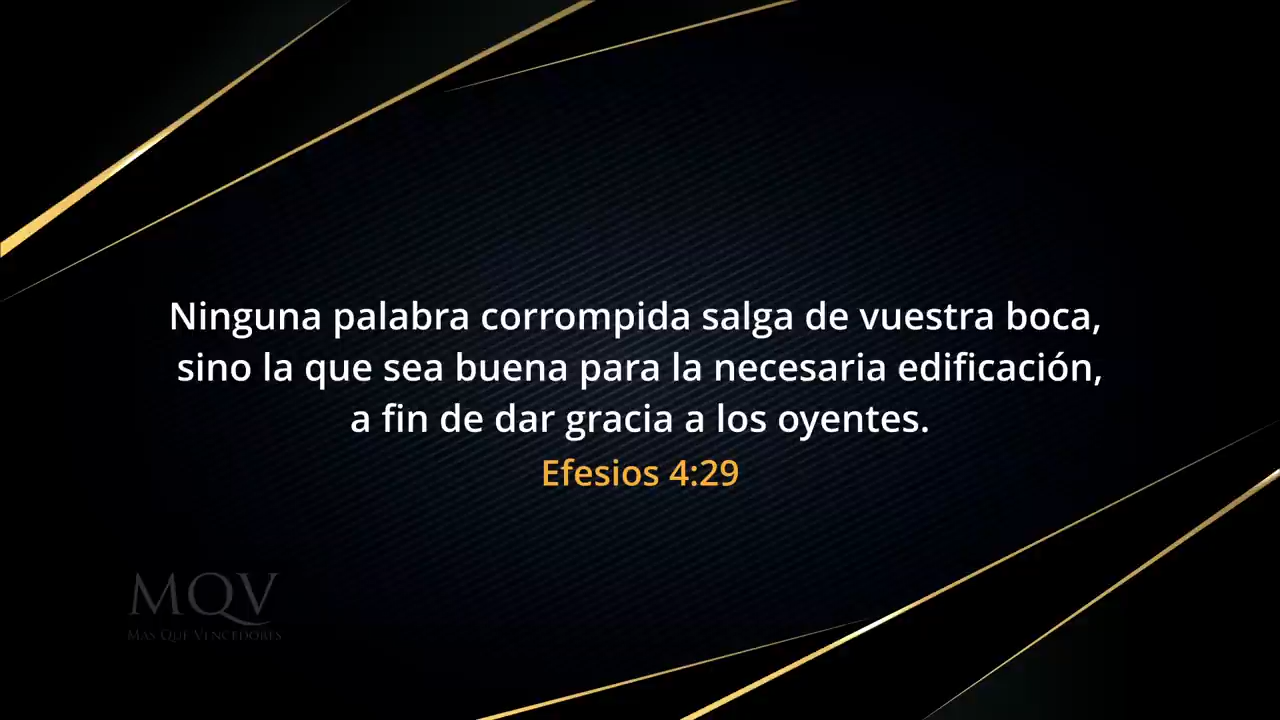 Ninguna palabra corrompida salga de vuestra boca,
sino la que sea buena para la necesaria edificación,
a fin de dar gracia a los oyentes.
Efesios 4:29
MQV
MAS QUE VENCEDORES